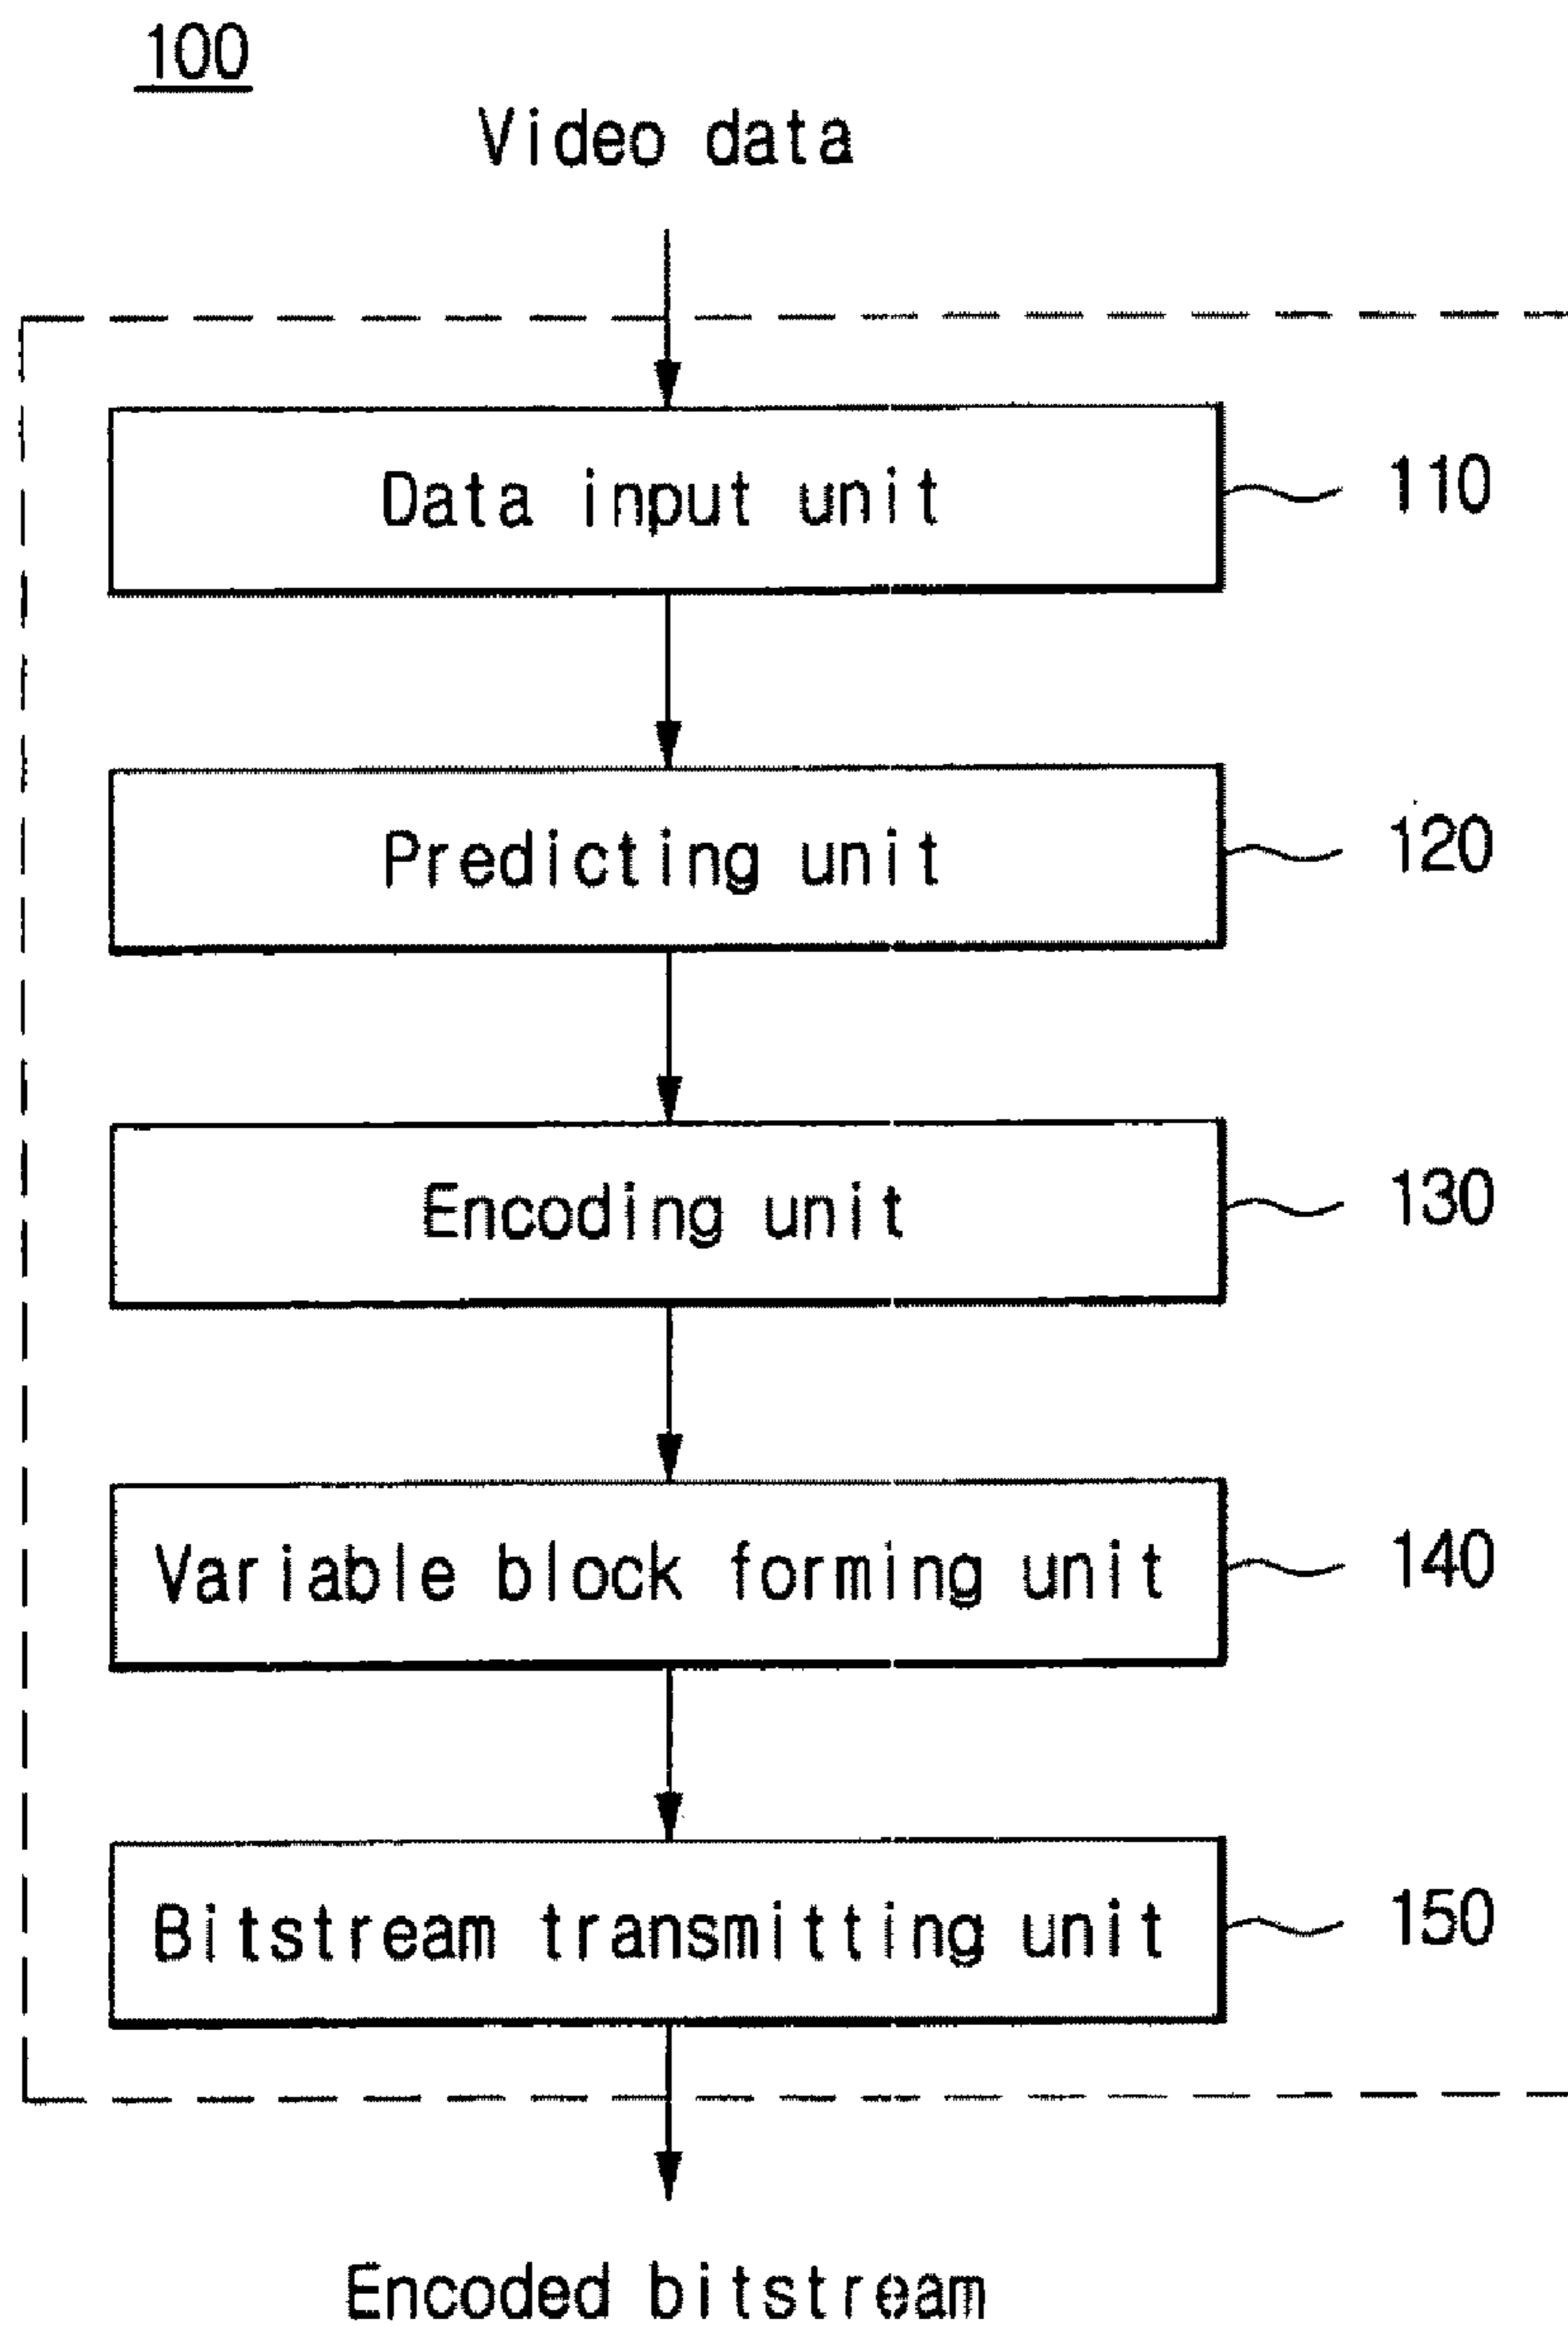 100
Video data
Data input unit 110
Predicting unit 120
Encoding unit 130
Variable block forming unit 140
Bitstream transmitting unit 150
Encoded bitstream